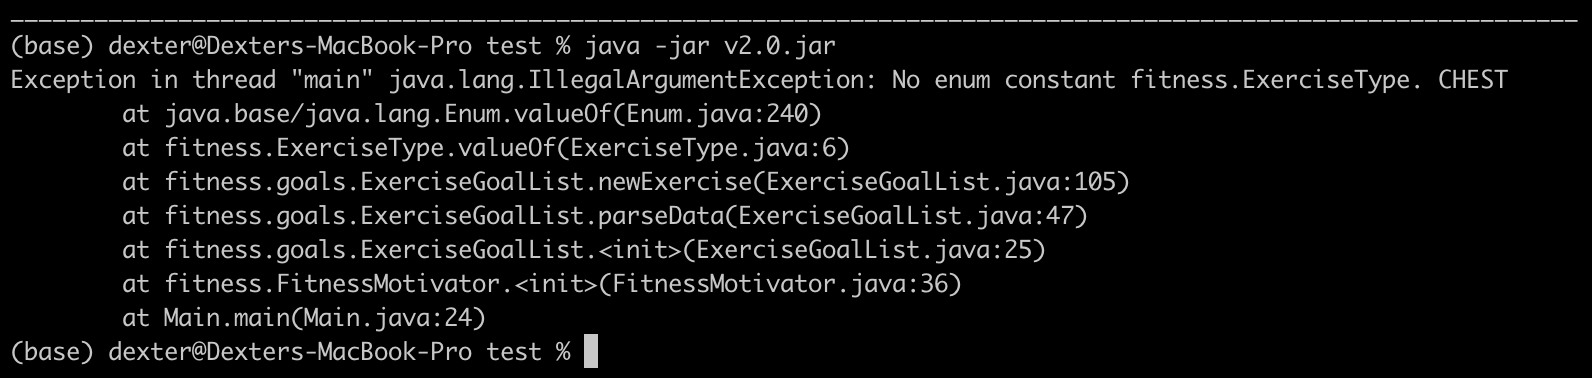 ________________________________________________________________________________________________________________
(base) dexter@Dexters-MacBook-Pro test % java -jar v2.0.jar
Exception in thread "main" java.lang.IllegalArgumentException: No enum constant fitness.ExerciseType. CHEST
        at java.base/java.lang.Enum.valueOf(Enum.java:240)
        at fitness.ExerciseType.valueOf(ExerciseType.java:6)
        at fitness.goals.ExerciseGoalList.newExercise(ExerciseGoalList.java:105)
        at fitness.goals.ExerciseGoalList.parseData(ExerciseGoalList.java:47)
        at fitness.goals.ExerciseGoalList.<init>(ExerciseGoalList.java:25)
        at fitness.FitnessMotivator.<init>(FitnessMotivator.java:36)
        at Main.main(Main.java:24)
(base) dexter@Dexters-MacBook-Pro test %